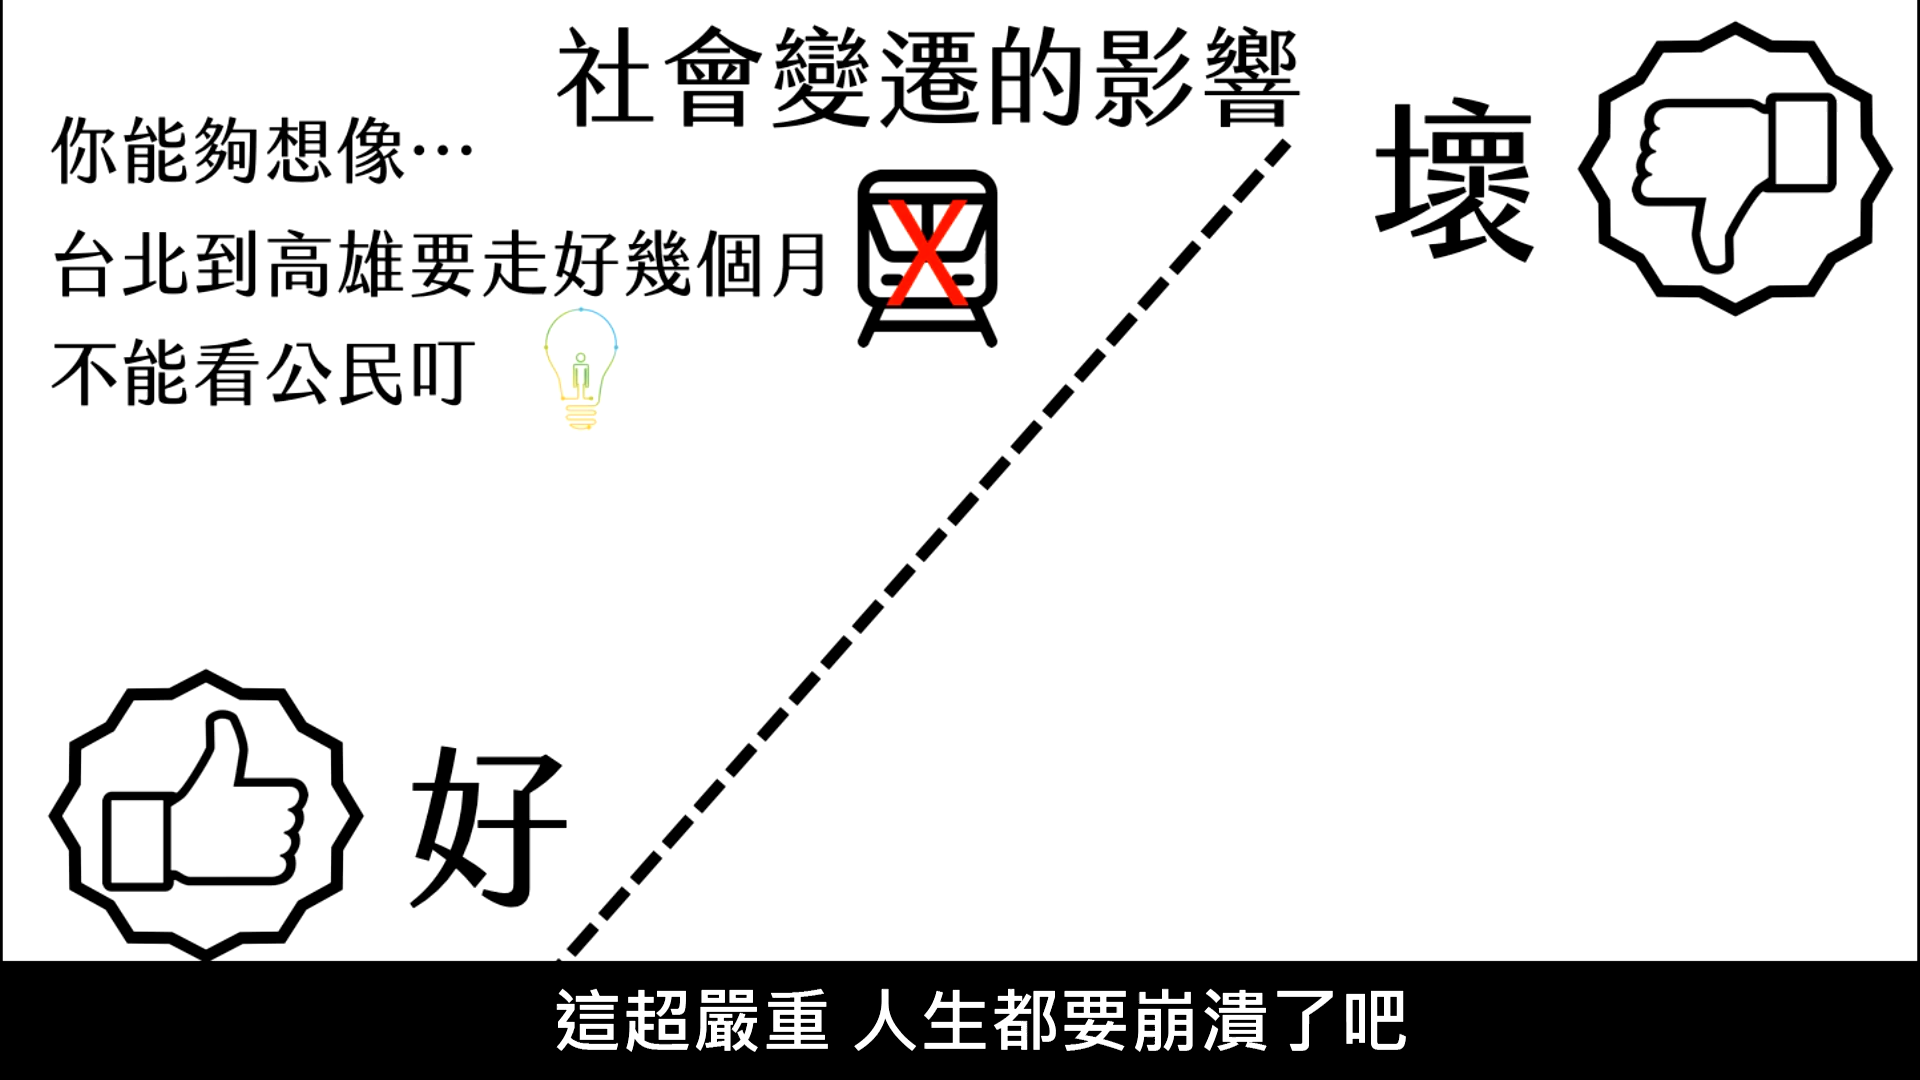 社會變遷的影響
你能夠想像⋯
台北到高雄要走好幾個月
不能看公民叮
壞
好
這超嚴重 人生都要崩潰了吧